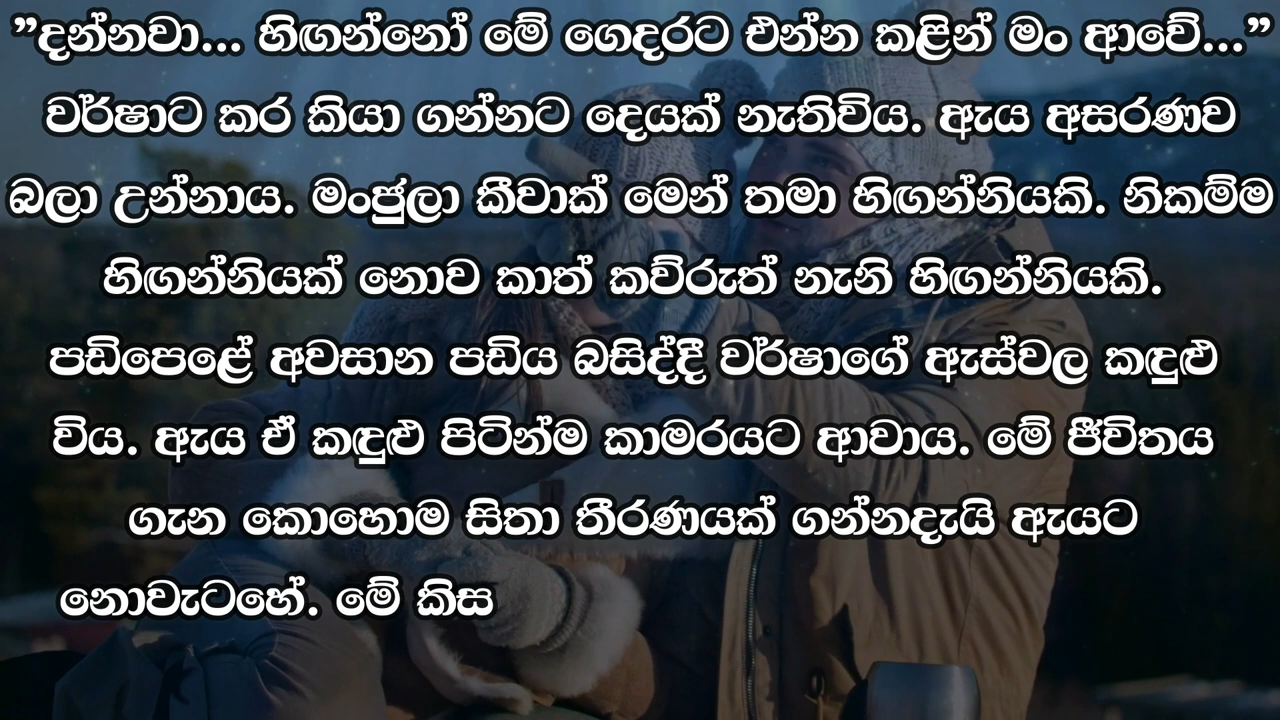 ”දන්නවා... හිඟන්නෝ මේ ගෙදරට එන්න කළින් මං ආවේ...”
වර්ෂාට කර කියා ගන්නට දෙයක් නැතිවිය. ඇය අසරණව
බලා උන්නාය. මංජුලා කීවාක් මෙන් තමා හිඟන්නියකි. නිකම්ම
හිඟන්නියක් නොව කාත් කව්රුත් නැනි හිඟන්නියකි.
පඩිපෙළේ අවසාන පඩිය බසිද්දී වර්ෂාගේ ඇස්වල කඳුළු
විය. ඇය ඒ කඳුළු පිටින්ම කාමරයට ආවාය. මේ ජීවිතය
ගැන කොහොම සිතා තීරණයක් ගන්නදැයි ඇයට
නොවැටහේ. මේ කිස